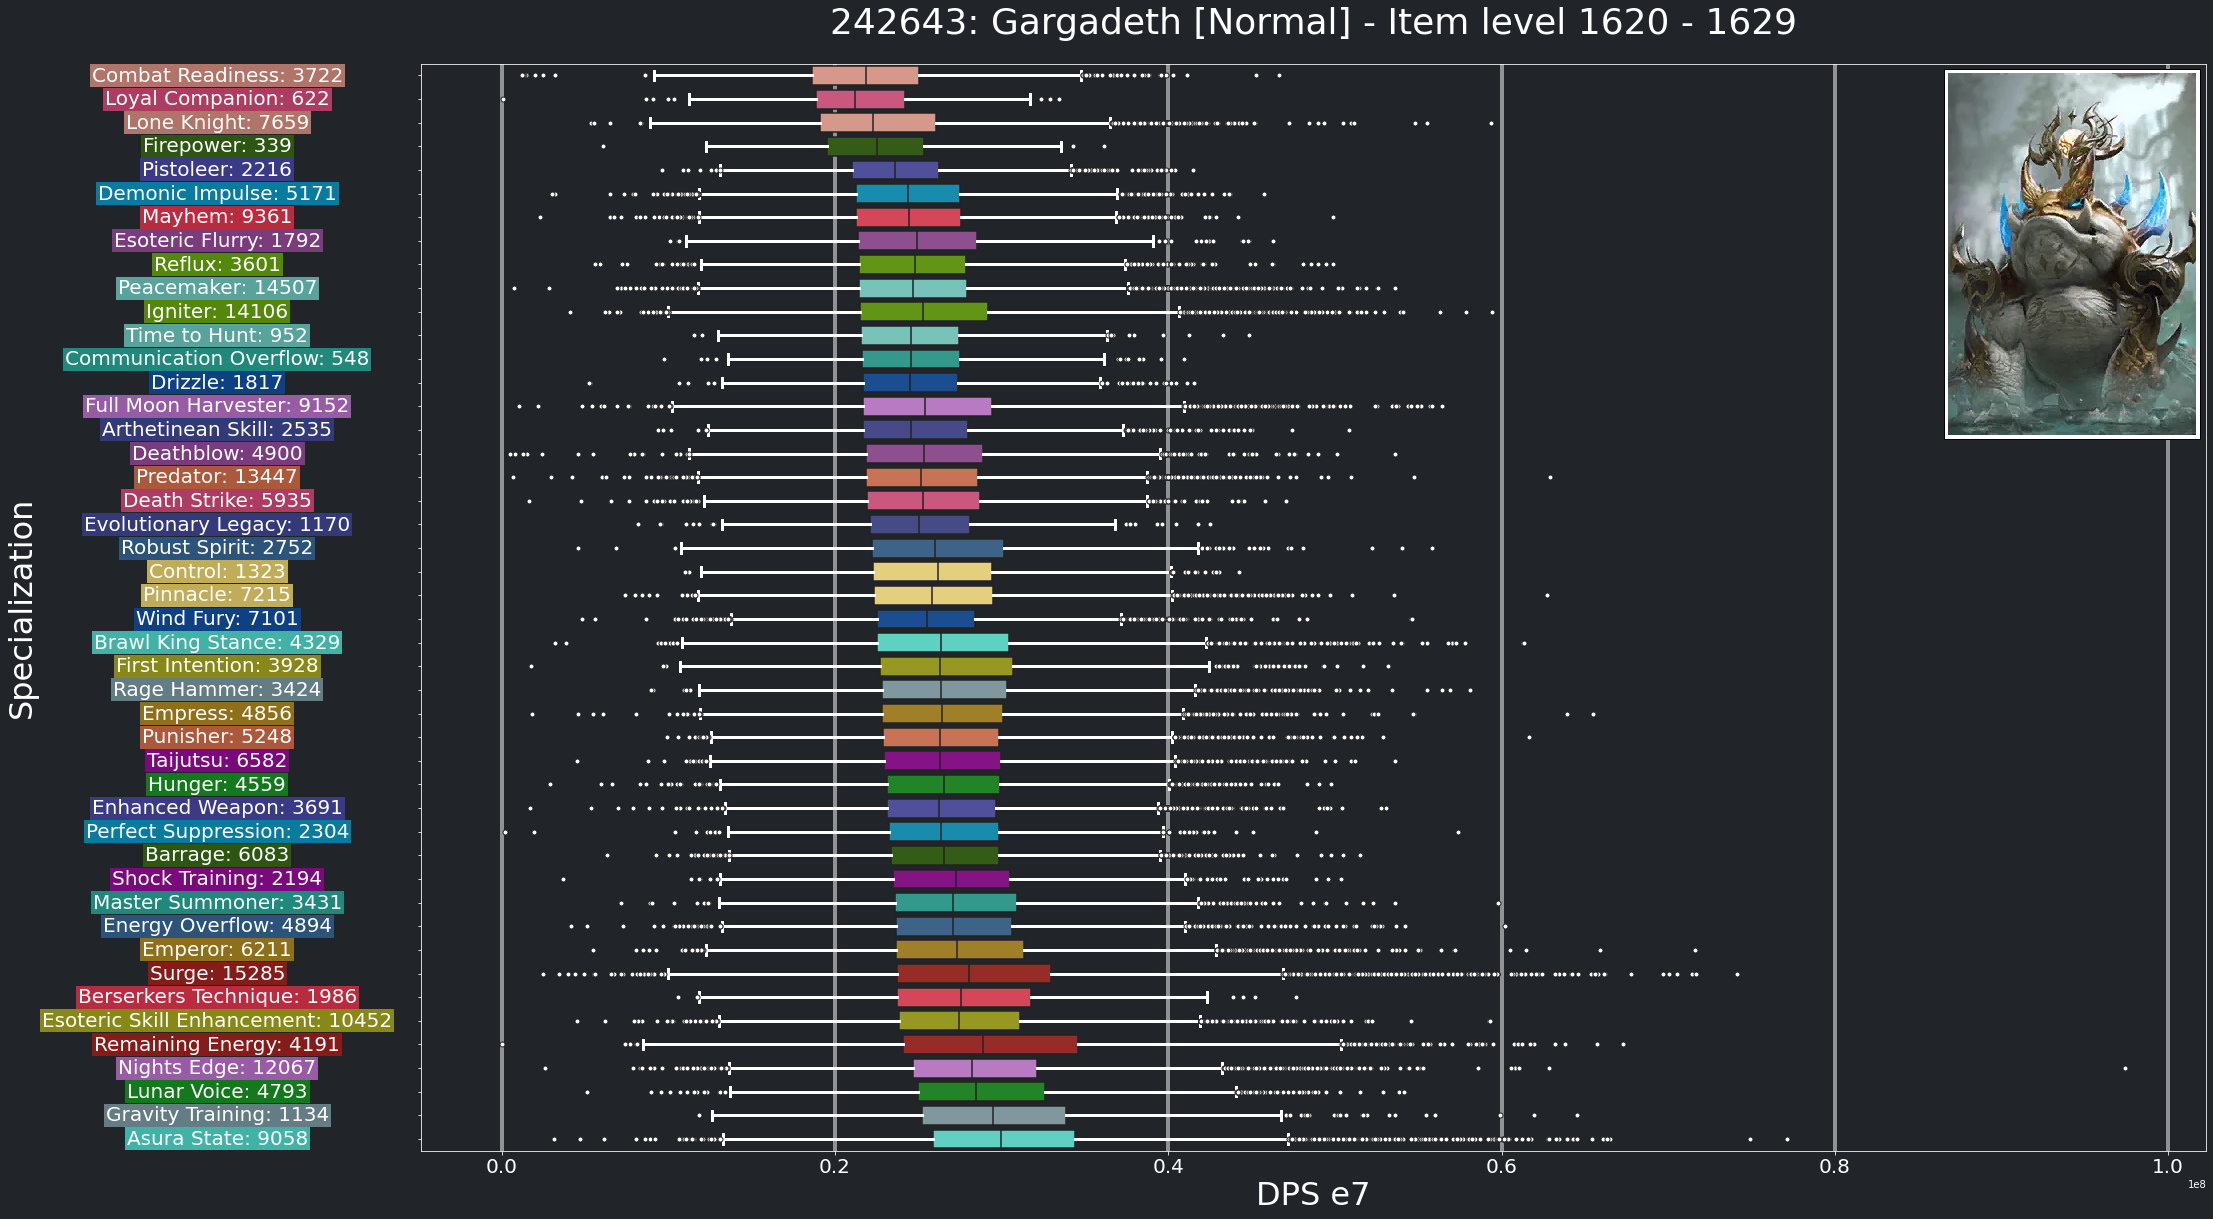 242643: Gargadeth [Normal] - Item level 1620 - 1629
Combat Readiness: 3722
Loyal Companion: 622
Lone Knight: 7659
Firepower: 339
Pistoleer: 2216
Demonic Impulse: 5171
Mayhem: 9361
Esoteric Flurry: 1792
Reflux: 3601
Peacemaker: 14507
Igniter: 14106
Time to Hunt: 952
Communication Overflow: 548
Drizzle: 1817
Full Moon Harvester: 9152
Arthetinean Skill: 2535
Deathblow: 4900
Predator: 13447
Death Strike: 5935
Evolutionary Legacy: 1170
Robust Spirit: 2752
Control: 1323
Pinnacle: 7215
Wind Fury: 7101
Brawl King Stance: 4329
First Intention: 3928
Rage Hammer: 3424
Empress: 4856
Punisher: 5248
Taijutsu: 6582
Hunger: 4559
Enhanced Weapon: 3691
Perfect Suppression: 2304
Barrage: 6083
Shock Training: 2194
Master Summoner: 3431
Energy Overflow: 4894
Emperor: 6211
Surge: 15285
Berserkers Technique: 1986
Esoteric Skill Enhancement: 10452
Remaining Energy: 4191
Nights Edge: 12067
Lunar Voice: 4793
Gravity Training: 1134
Asura State: 9058
Specialization
0.0 0.2 0.4 0.6 0.8 1.0
1e8
DPS e7